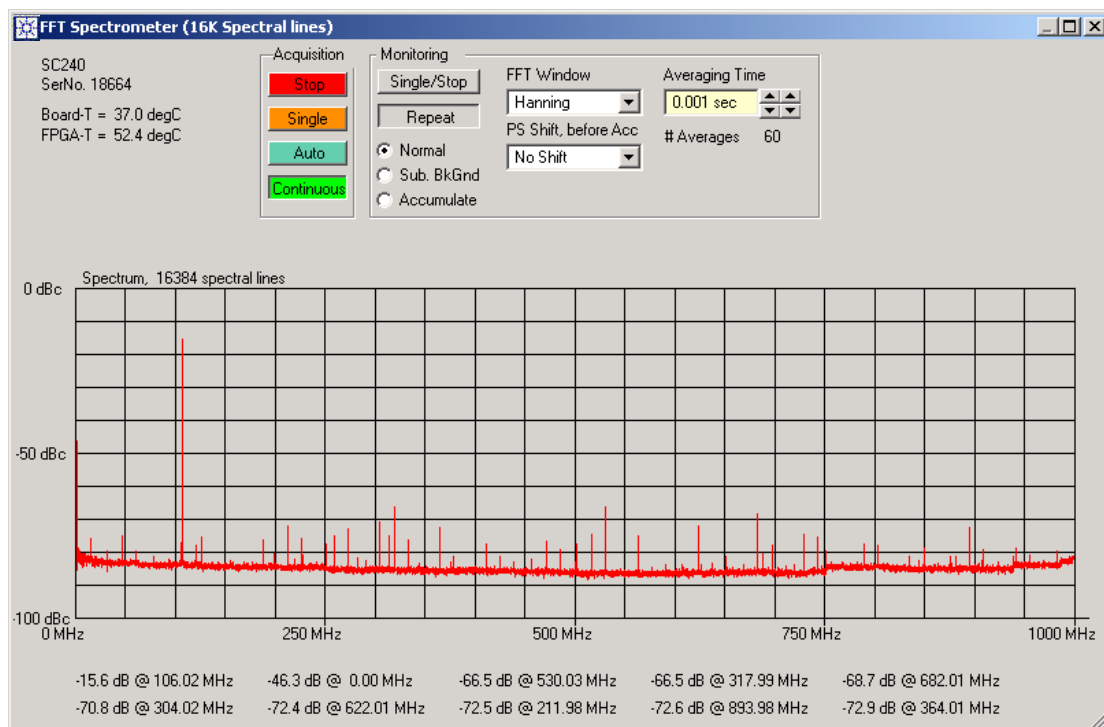 FFT Spectrometer (16K Spectral lines)
SC240
SerNo. 18664
Board-T = 37.0 degC
FPGA-T = 52.4 degC
Acquisition
Stop
Single
Auto
Continuous
Monitoring
Single/Stop
Repeat
Normal
Sub. BkGnd
Accumulate
FFT Window
Hanning
PS Shift, before Acc
No Shift
Averaging Time
0.001 sec
# Averages 60
Spectrum, 16384 spectral lines
0 dBc
-50 dBc
-100 dBc
0 MHz 250 MHz 500 MHz 750 MHz 1000 MHz
-15.6 dB @ 106.02 MHz -46.3 dB @ 0.00 MHz -66.5 dB @ 530.03 MHz -66.5 dB @ 317.99 MHz -68.7 dB @ 682.01 MHz
-70.8 dB @ 304.02 MHz -72.4 dB @ 622.01 MHz -72.5 dB @ 211.98 MHz -72.6 dB @ 893.98 MHz -72.9 dB @ 364.01 MHz